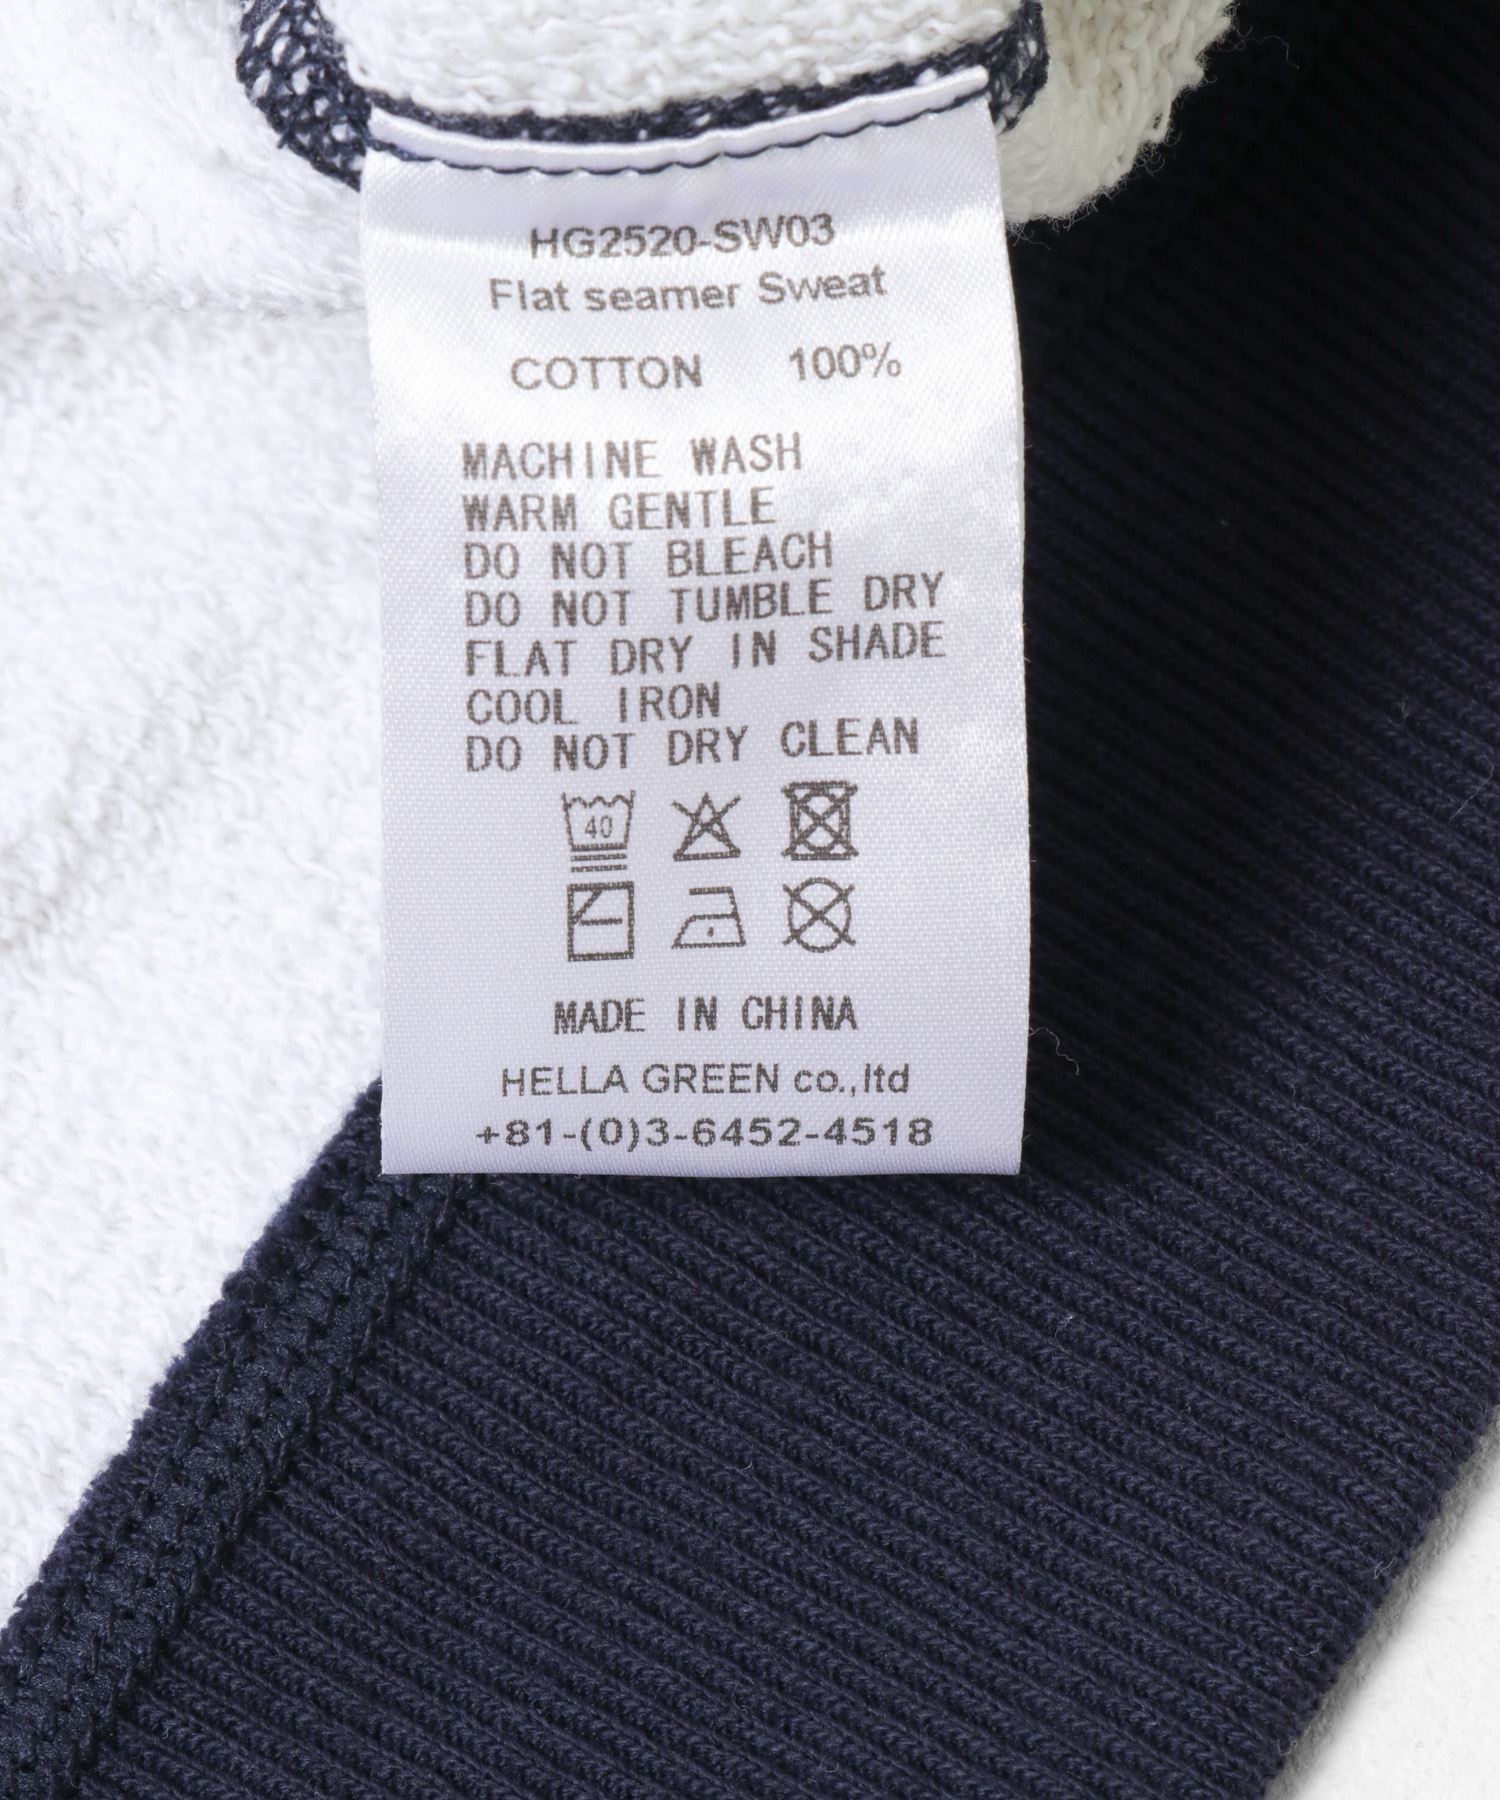 HG2520-SW03
Flat seamer Sweat
COTTON 100%
MACHINE WASH
WARM GENTLE
DO NOT BLEACH
DO NOT TUMBLE DRY
FLAT DRY IN SHADE
COOL IRON
DO NOT DRY CLEAN
40
MADE IN CHINA
HELLA GREEN co.,ltd
+81-(0)3-6452-4518